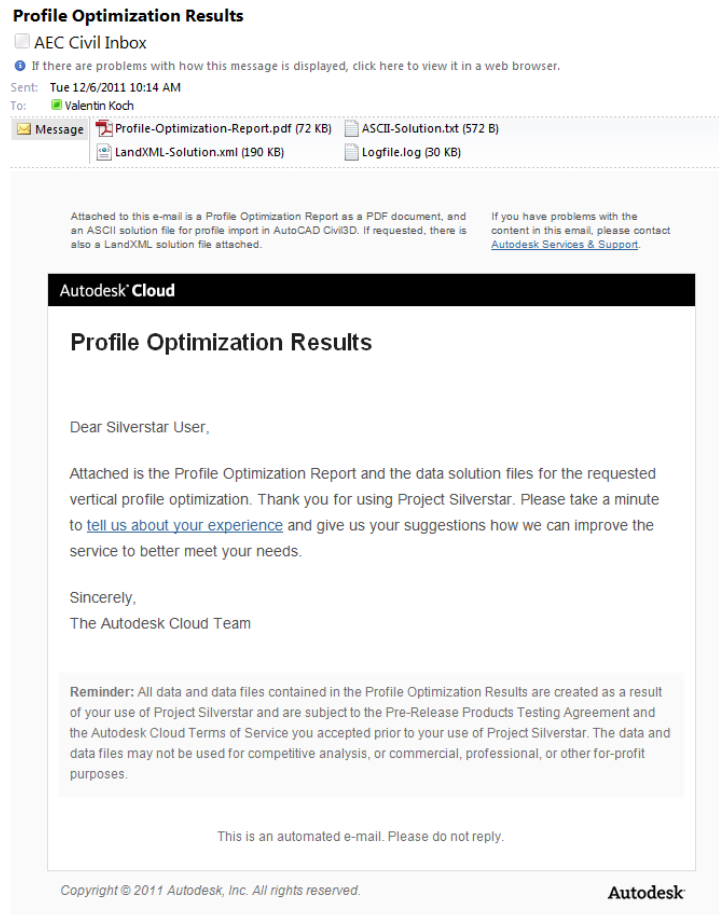 Profile Optimization Results
AEC Civil Inbox
If there are problems with how this message is displayed, click here to view it in a web browser.
Sent: Tue 12/6/2011 10:14 AM
To: Valentin Koch
Message Profile-Optimization-Report.pdf (72 KB) ASCII-Solution.txt (572 B)
LandXML-Solution.xml (190 KB) Logfile.log (30 KB)
Attached to this e-mail is a Profile Optimization Report as a PDF document, and
an ASCII solution file for profile import in AutoCAD Civil3D. If requested, there is
also a LandXML solution file attached.
If you have problems with the
content in this email, please contact
Autodesk Services & Support.
Autodesk® Cloud
Profile Optimization Results
Dear Silverstar User,
Attached is the Profile Optimization Report and the data solution files for the requested
vertical profile optimization. Thank you for using Project Silverstar. Please take a minute
to tell us about your experience and give us your suggestions how we can improve the
service to better meet your needs.
Sincerely,
The Autodesk Cloud Team
Reminder: All data and data files contained in the Profile Optimization Results are created as a result
of your use of Project Silverstar and are subject to the Pre-Release Products Testing Agreement and
the Autodesk Cloud Terms of Service you accepted prior to your use of Project Silverstar. The data and
data files may not be used for competitive analysis, or commercial, professional, or other for-profit
purposes.
This is an automated e-mail. Please do not reply.
Copyright © 2011 Autodesk, Inc. All rights reserved.
Autodesk